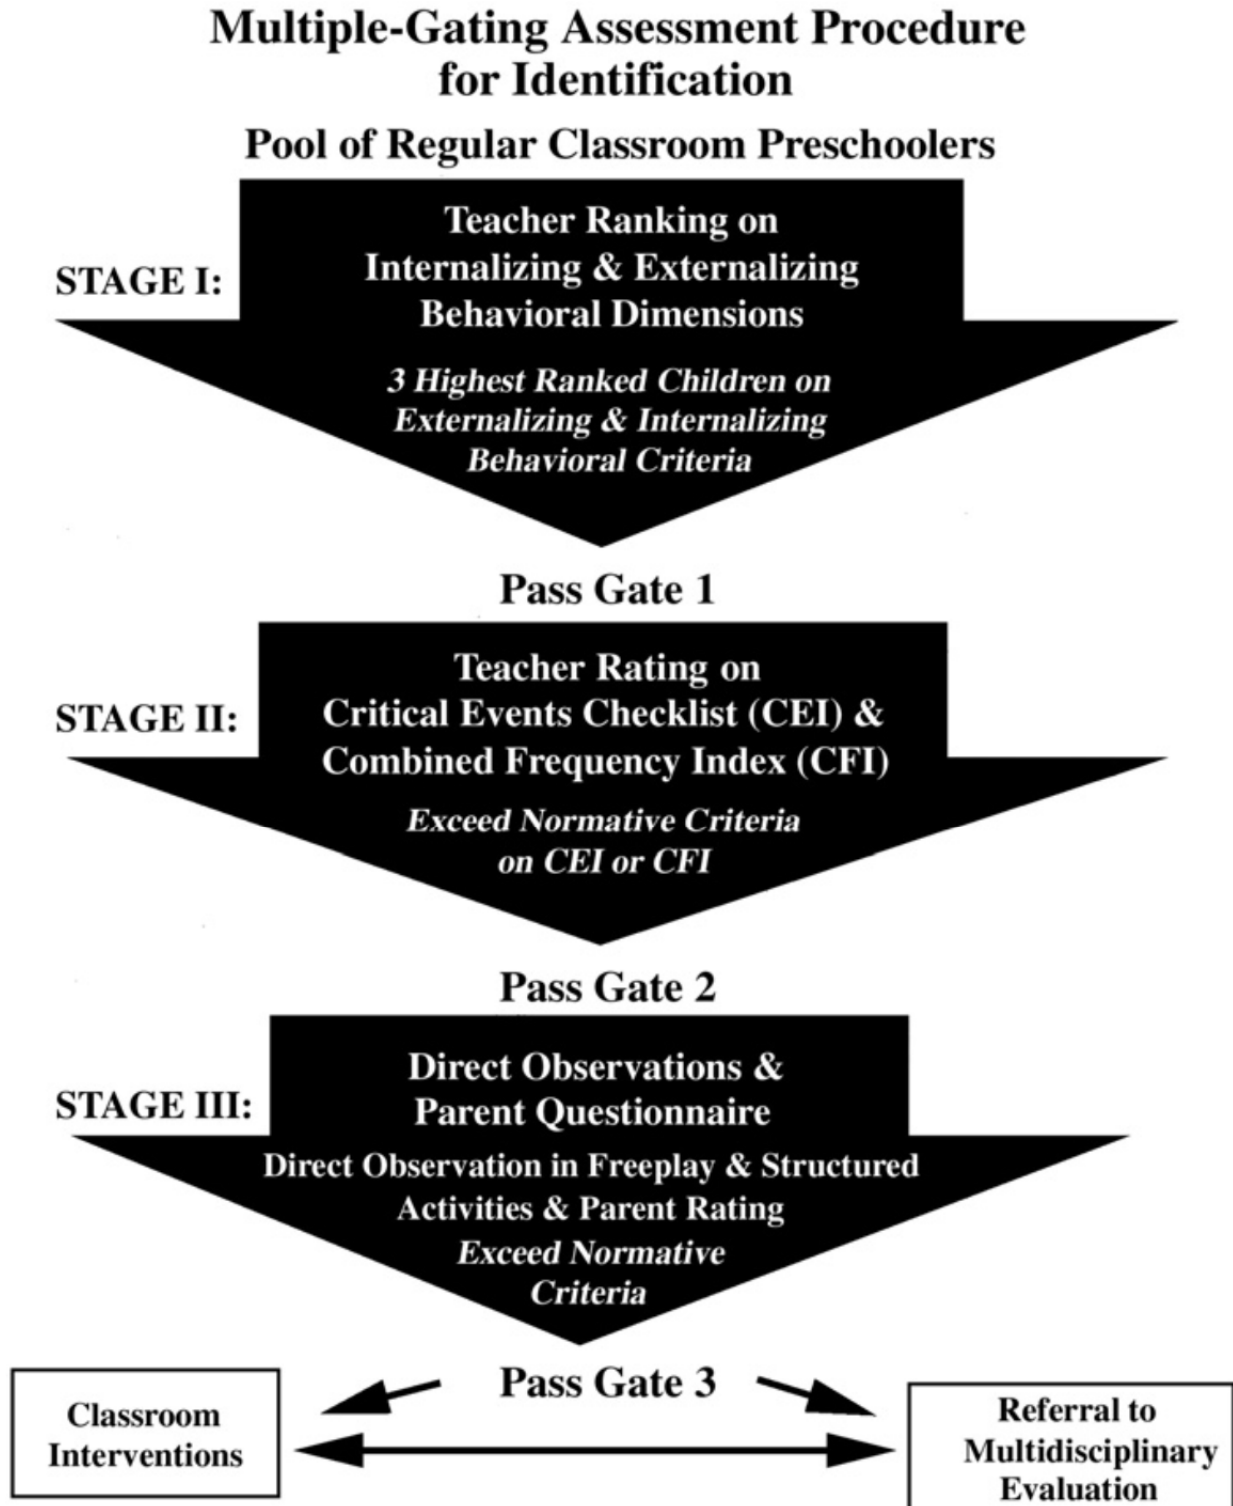 Multiple-Gating Assessment Procedure
for Identification
Pool of Regular Classroom Preschoolers
STAGE I:
Teacher Ranking on
Internalizing & Externalizing
Behavioral Dimensions
3 Highest Ranked Children on
Externalizing & Internalizing
Behavioral Criteria
Pass Gate 1
STAGE II:
Teacher Rating on
Critical Events Checklist (CEI) &
Combined Frequency Index (CFI)
Exceed Normative Criteria
on CEI or CFI
Pass Gate 2
STAGE III:
Direct Observations &
Parent Questionnaire
Direct Observation in Freeplay & Structured
Activities & Parent Rating
Exceed Normative
Criteria
Pass Gate 3
Classroom
Interventions
Referral to
Multidisciplinary
Evaluation